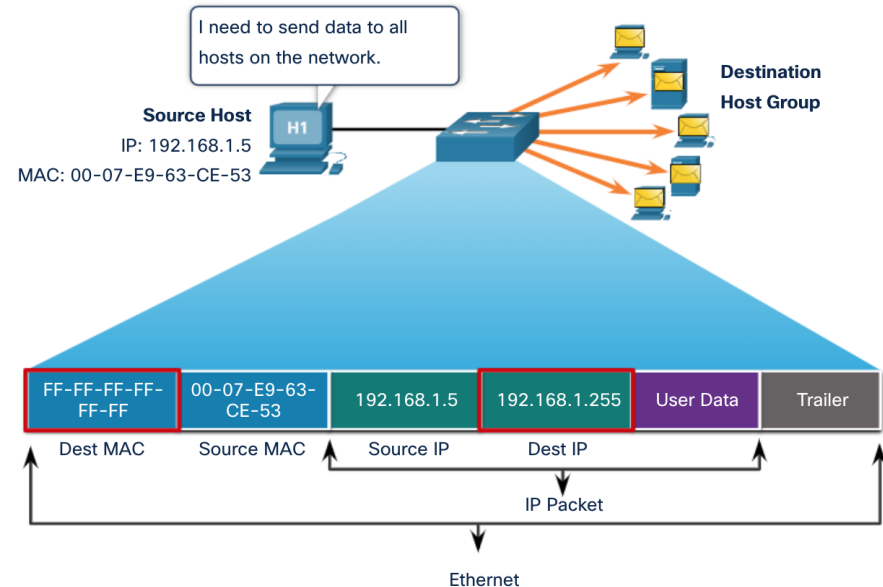 I need to send data to all
hosts on the network.
Destination
Host Group
Source Host
H1
IP: 192.168.1.5
MAC: 00-07-E9-63-CE-53
FF-FF-FF-FF-
FF-FF
00-07-E9-63-
CE-53
192.168.1.5
192.168.1.255
User Data
Trailer
Dest MAC
Source MAC
Source IP
Dest IP
IP Packet
Ethernet